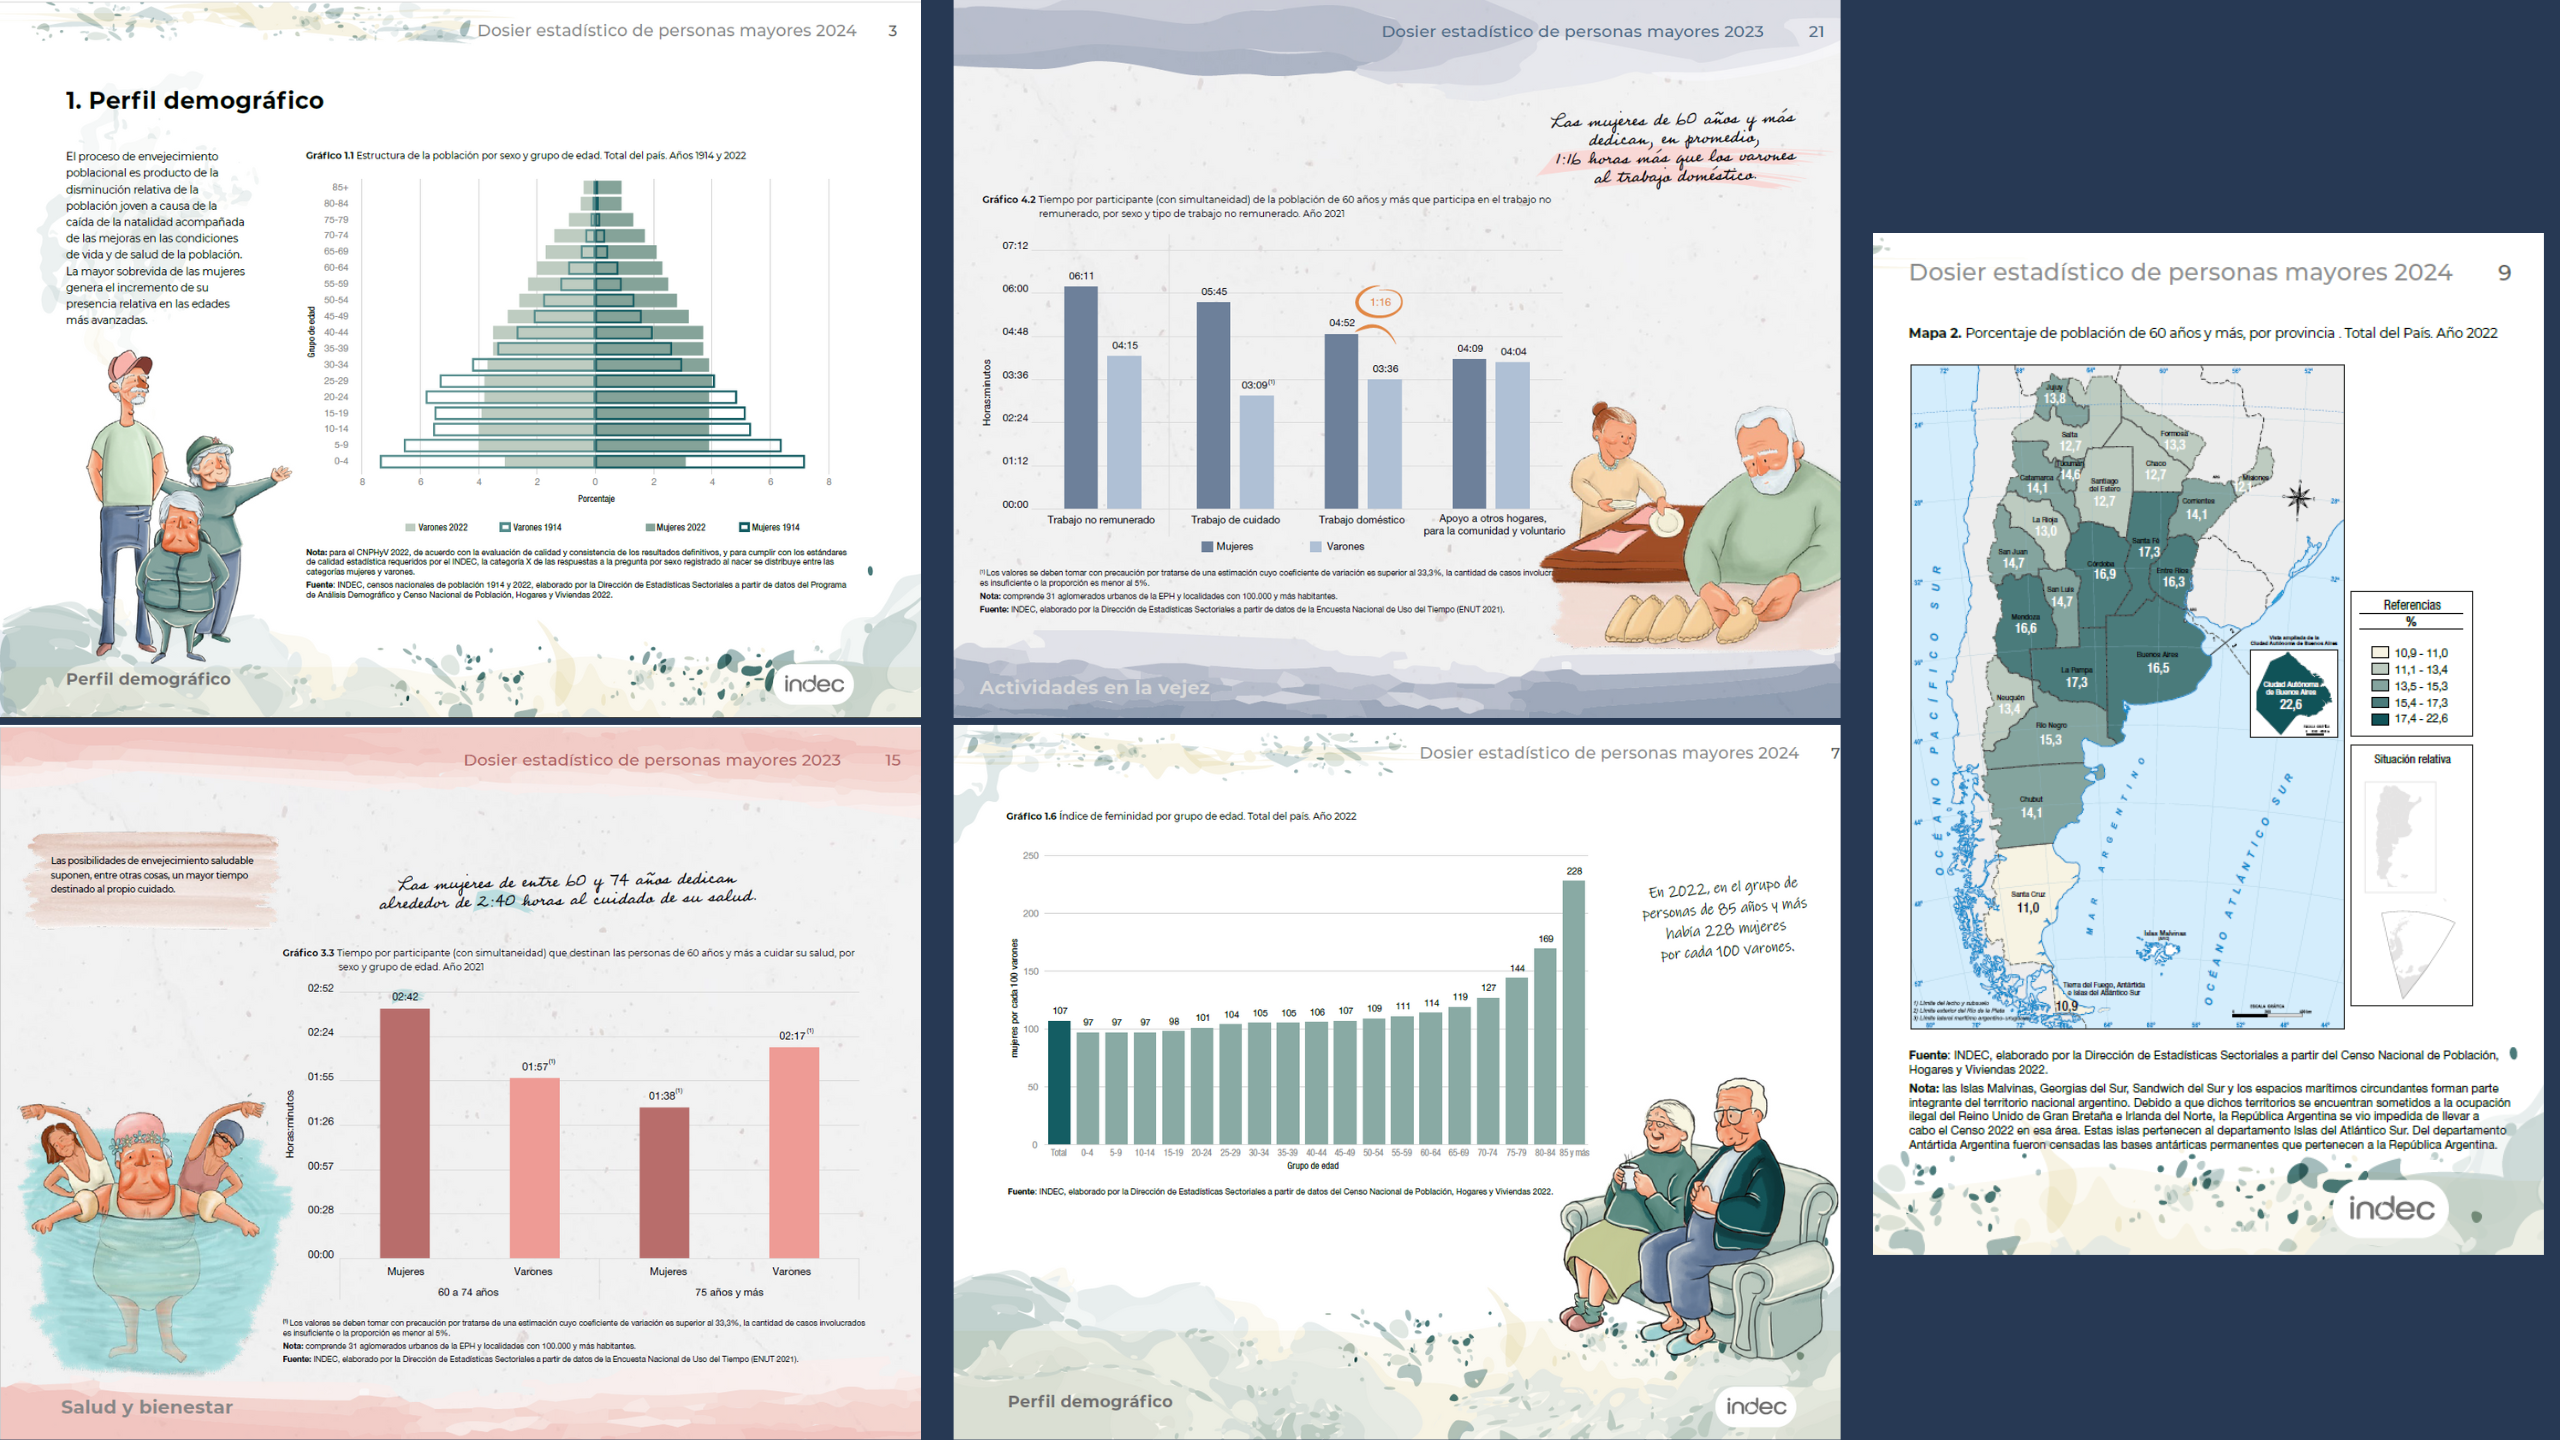 Dosier estadístico de personas mayores 2024 3
1. Perfil demográfico
El proceso de envejecimiento
poblacional es producto de la
disminución relativa de la
población joven a causa de la
caída de la natalidad acompañada
de las mejoras en las condiciones
de vida y de salud de la población.
La mayor sobrevida de las mujeres
genera el incremento de su
presencia relativa en las edades
más avanzadas.
Gráfico 1.1 Estructura de la población por sexo y grupo de edad. Total del país. Años 1914 y 2022
Grupo de edad
85+
80-84
75-79
70-74
65-69
60-64
55-59
50-54
45-49
40-44
35-39
30-34
25-29
20-24
15-19
10-14
5-9
0-4
8 6 4 2 0 2 4 6 8
Porcentaje
Varones 2022 Varones 1914 Mujeres 2022 Mujeres 1914
Nota: para el CNPHyV 2022, de acuerdo con la evaluación de calidad y consistencia de los resultados definitivos, y para cumplir con los estándares
de calidad estadística requeridos por el INDEC, la categoría X de las respuestas a la pregunta por sexo registrado al nacer se distribuye entre las
categorías mujeres y varones.
Fuente: INDEC, censos nacionales de población 1914 y 2022, elaborado por la Dirección de Estadísticas Sectoriales a partir de datos del Programa
de Análisis Demográfico y Censo Nacional de Población, Hogares y Viviendas 2022.
Perfil demográfico
indec
Dosier estadístico de personas mayores 2023 21
Las mujeres de 60 años y más
dedican, en promedio,
1:16 horas más que los varones
al trabajo doméstico.
Gráfico 4.2 Tiempo por participante (con simultaneidad) de la población de 60 años y más que participa en el trabajo no
remunerado, por sexo y tipo de trabajo no remunerado. Año 2021
Horas:minutos
07:12
06:00
04:48
03:36
02:24
01:12
00:00
06:11
04:15
05:45
03:09(1)
04:52
1:16
03:36
04:09
04:04
Trabajo no remunerado
Trabajo de cuidado
Trabajo doméstico
Apoyo a otros hogares,
para la comunidad y voluntario
Mujeres Varones
(1) Los valores se deben tomar con precaución por tratarse de una estimación cuyo coeficiente de variación es superior al 33,3%, la cantidad de casos
es insuficiente o la proporción es menor al 5%.
Nota: comprende 31 aglomerados urbanos de la EPH y localidades con 100.000 y más habitantes.
Fuente: INDEC, elaborado por la Dirección de Estadísticas Sectoriales a partir de datos de la Encuesta Nacional de Uso del Tiempo (ENUT 2021).
Actividades en la vejez
Dosier estadístico de personas mayores 2023 15
Las posibilidades de envejecimiento saludable
suponen, entre otras cosas, un mayor tiempo
destinado al propio cuidado.
Las mujeres de entre 60 y 74 años dedican
alrededor de 2:40 horas al cuidado de su salud.
Gráfico 3.3 Tiempo por participante (con simultaneidad) que destinan las personas de 60 años y más a cuidar su salud, por
sexo y grupo de edad. Año 2021
Horas:minutos
02:52
02:24
01:55
01:26
00:57
00:28
00:00
02:42
01:57(1)
01:38(1)
02:17(1)
Mujeres Varones Mujeres Varones
60 a 74 años 75 años y más
(1) Los valores se deben tomar con precaución por tratarse de una estimación cuyo coeficiente de variación es superior al 33,3%, la cantidad de casos involucrados
es insuficiente o la proporción es menor al 5%.
Nota: comprende 31 aglomerados urbanos de la EPH y localidades con 100.000 y más habitantes.
Fuente: INDEC, elaborado por la Dirección de Estadísticas Sectoriales a partir de datos de la Encuesta Nacional de Uso del Tiempo (ENUT 2021).
Salud y bienestar
Dosier estadístico de personas mayores 2024 7
Gráfico 1.6 Índice de feminidad por grupo de edad. Total del país. Año 2022
mujeres por cada 100 varones
250
200
150
100
50
0
107 97 97 97 98 101 104 105 105 106 107 109 111 114 119 127 144 169 228
Total 0-4 5-9 10-14 15-19 20-24 25-29 30-34 35-39 40-44 45-49 50-54 55-59 60-64 65-69 70-74 75-79 80-84 85 y más
Grupo de edad
En 2022, en el grupo de
personas de 85 años y más
había 228 mujeres
por cada 100 varones.
Fuente: INDEC, elaborado por la Dirección de Estadísticas Sectoriales a partir de datos del Censo Nacional de Población, Hogares y Viviendas 2022.
Perfil demográfico
indec
Dosier estadístico de personas mayores 2024 9
Mapa 2. Porcentaje de población de 60 años y más, por provincia . Total del País. Año 2022
Jujuy
13,8
Salta
12,7
Formosa
13,3
Tucumán
14,6
Chaco
12,7
Catamarca
14,1
Santiago
del Estero
12,7
Misiones
Corrientes
14,1
La Rioja
13,0
Santa Fé
17,3
San Juan
14,7
Córdoba
16,9
Entre Ríos
16,3
San Luis
14,7
Mendoza
16,6
Buenos Aires
16,5
La Pampa
17,3
Neuquén
13,4
Río Negro
15,3
Chubut
14,1
Santa Cruz
11,0
Islas Malvinas
Tierra del Fuego, Antártida
e Islas del Atlántico Sur
10,9
OCÉANO PACÍFICO SUR
MAR ARGENTINO
OCÉANO ATLÁNTICO SUR
Vista ampliada de la
Ciudad Autónoma de Buenos Aires
Ciudad Autónoma
de Buenos Aires
22,6
1) Límite del lecho y subsuelo
2) Límite exterior del Río de la Plata
3) Límite lateral marítimo argentino-uruguayo
ESCALA GRÁFICA
Referencias
%
10,9 - 11,0
11,1 - 13,4
13,5 - 15,3
15,4 - 17,3
17,4 - 22,6
Situación relativa
Fuente: INDEC, elaborado por la Dirección de Estadísticas Sectoriales a partir del Censo Nacional de Población,
Hogares y Viviendas 2022.
Nota: las Islas Malvinas, Georgias del Sur, Sandwich del Sur y los espacios marítimos circundantes forman parte
integrante del territorio nacional argentino. Debido a que dichos territorios se encuentran sometidos a la ocupación
ilegal del Reino Unido de Gran Bretaña e Irlanda del Norte, la República Argentina se vio impedida de llevar a
cabo el Censo 2022 en esa área. Estas islas pertenecen al departamento Islas del Atlántico Sur. Del departamento
Antártida Argentina fueron censadas las bases antárticas permanentes que pertenecen a la República Argentina.
indec